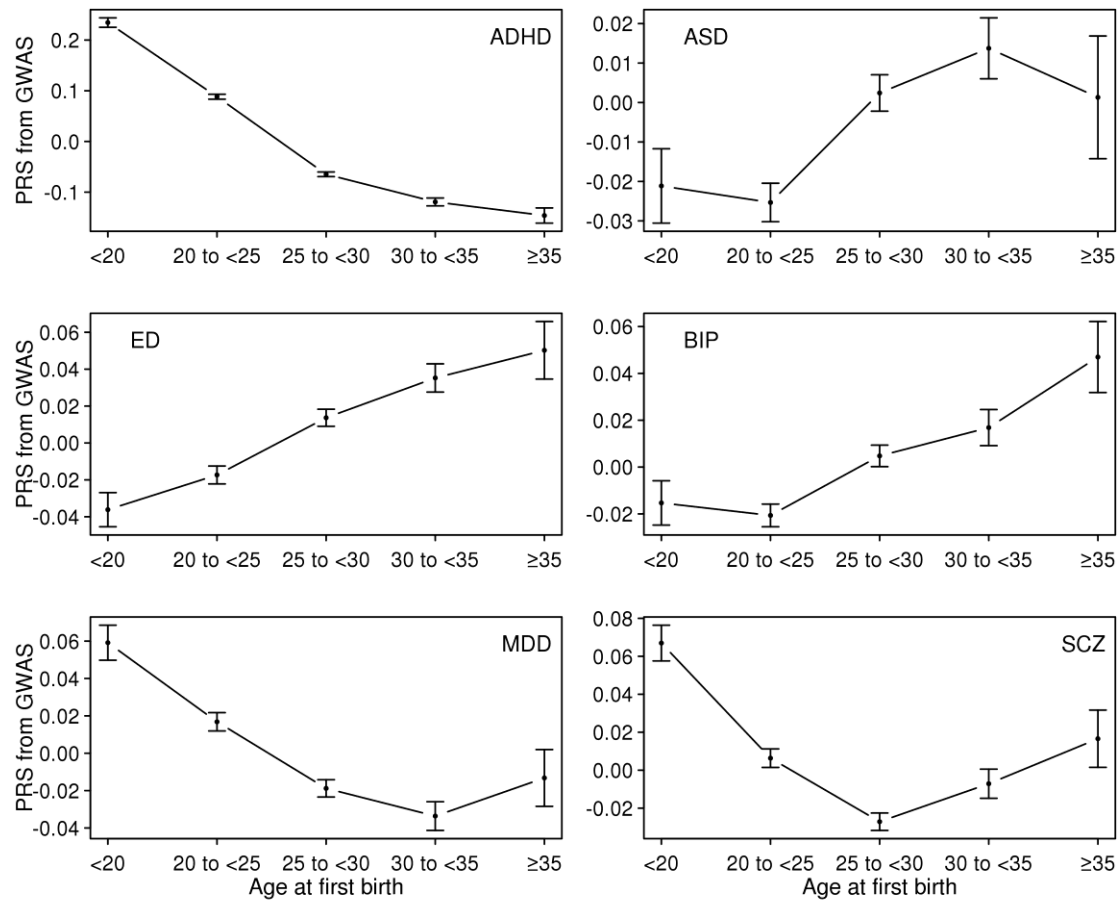 ADHD
PRS from GWAS
0.2
0.1
0.0
-0.1
<20 20 to <25 25 to <30 30 to <35 ≥35
ASD
0.02
0.01
0.00
-0.01
-0.02
-0.03
<20 20 to <25 25 to <30 30 to <35 ≥35
ED
PRS from GWAS
0.06
0.04
0.02
0.00
-0.02
-0.04
<20 20 to <25 25 to <30 30 to <35 ≥35
BIP
0.06
0.04
0.02
0.00
-0.02
<20 20 to <25 25 to <30 30 to <35 ≥35
MDD
PRS from GWAS
0.06
0.04
0.02
0.00
-0.02
-0.04
<20 20 to <25 25 to <30 30 to <35 ≥35
Age at first birth
SCZ
0.08
0.06
0.04
0.02
0.00
-0.02
<20 20 to <25 25 to <30 30 to <35 ≥35
Age at first birth